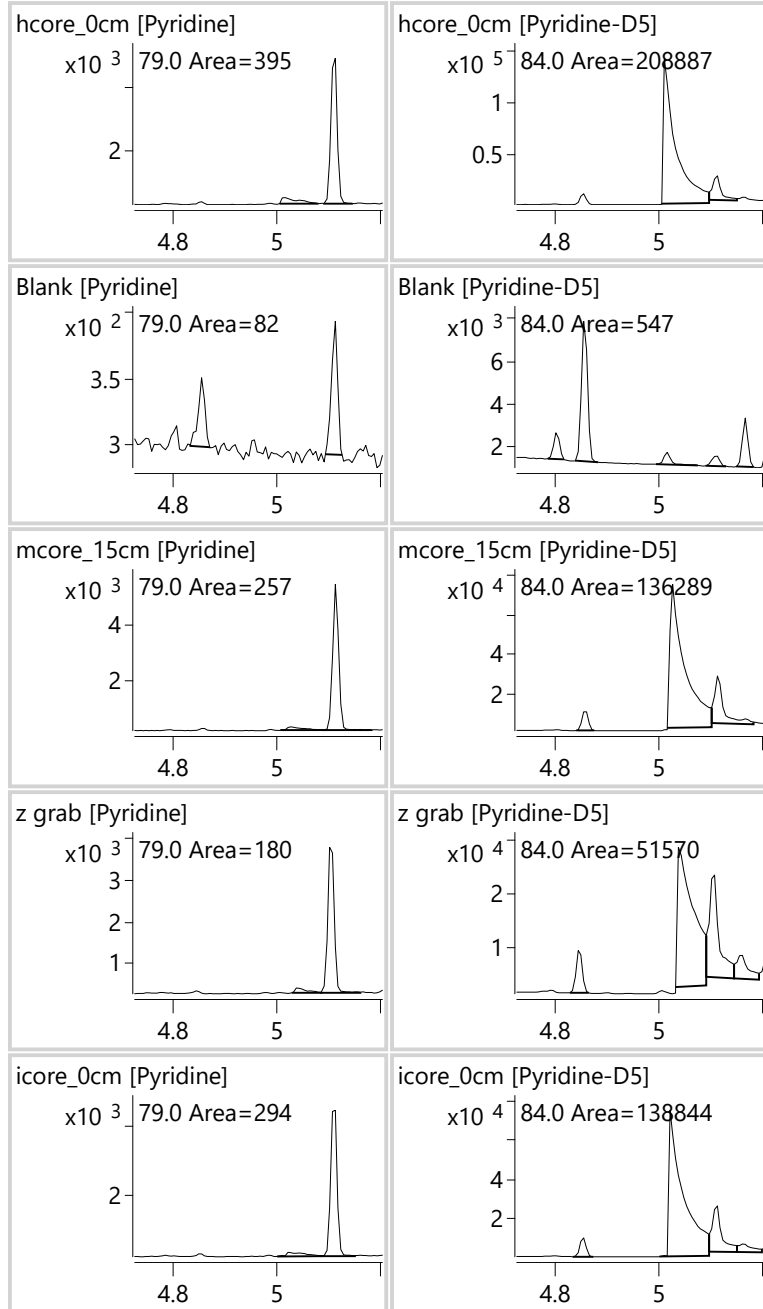 hcore_0cm [Pyridine]
x10 3 79.0 Area=395
2
4.8 5
hcore_0cm [Pyridine-D5]
x10 5 84.0 Area=208887
1
0.5
4.8 5
Blank [Pyridine]
x10 2 79.0 Area=82
3.5
3
4.8 5
Blank [Pyridine-D5]
x10 3 84.0 Area=547
6
4
2
4.8 5
mcore_15cm [Pyridine]
x10 3 79.0 Area=257
4
2
4.8 5
mcore_15cm [Pyridine-D5]
x10 4 84.0 Area=136289
4
2
4.8 5
z grab [Pyridine]
x10 3 79.0 Area=180
3
2
1
4.8 5
z grab [Pyridine-D5]
x10 4 84.0 Area=51570
2
1
4.8 5
icore_0cm [Pyridine]
x10 3 79.0 Area=294
2
4.8 5
icore_0cm [Pyridine-D5]
x10 4 84.0 Area=138844
4
2
4.8 5